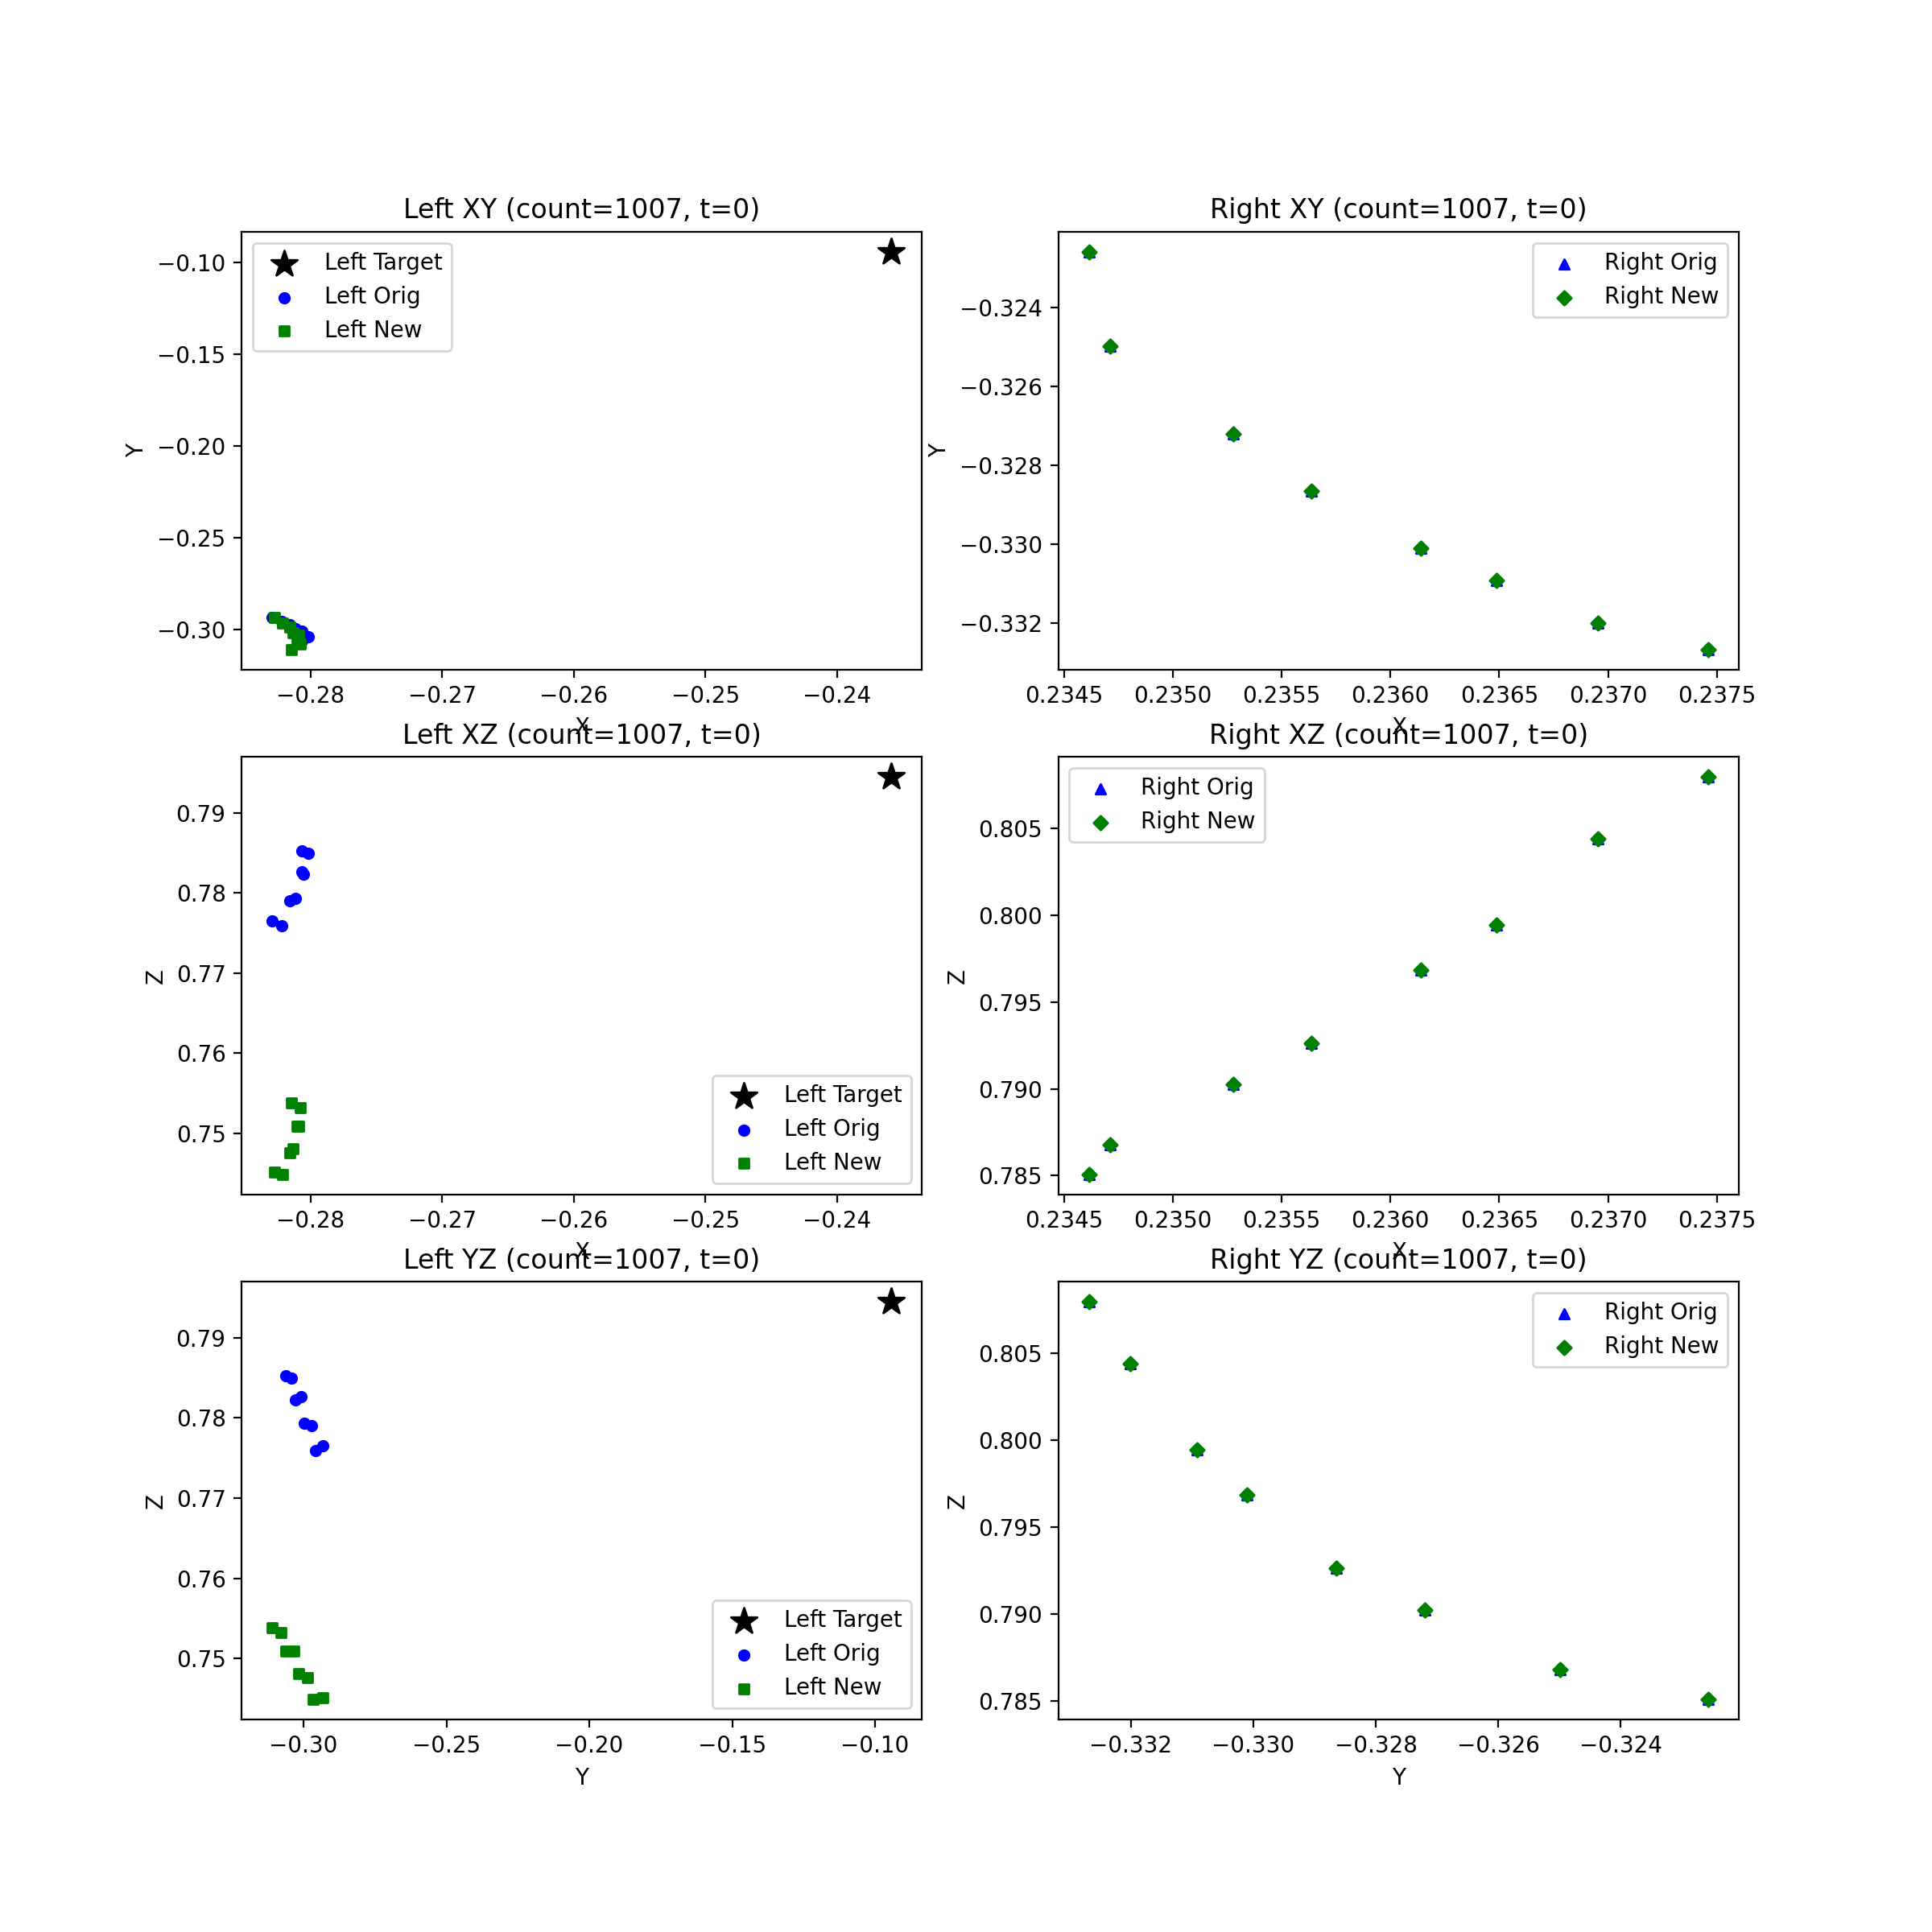 Left XY (count=1007, t=0)
Left Target
Left Orig
Left New
Y
−0.10
−0.15
−0.20
−0.25
−0.30
−0.28
−0.27
−0.26
−0.25
−0.24
X
Right XY (count=1007, t=0)
Right Orig
Right New
Y
−0.324
−0.326
−0.328
−0.330
−0.332
0.2345
0.2350
0.2355
0.2360
0.2365
0.2370
0.2375
X
Left XZ (count=1007, t=0)
Z
0.79
0.78
0.77
0.76
0.75
Left Target
Left Orig
Left New
−0.28
−0.27
−0.26
−0.25
−0.24
X
Right XZ (count=1007, t=0)
Right Orig
Right New
Z
0.805
0.800
0.795
0.790
0.785
0.2345
0.2350
0.2355
0.2360
0.2365
0.2370
0.2375
X
Left YZ (count=1007, t=0)
Z
0.79
0.78
0.77
0.76
0.75
Left Target
Left Orig
Left New
−0.30
−0.25
−0.20
−0.15
−0.10
Y
Right YZ (count=1007, t=0)
Right Orig
Right New
Z
0.805
0.800
0.795
0.790
0.785
−0.332
−0.330
−0.328
−0.326
−0.324
Y